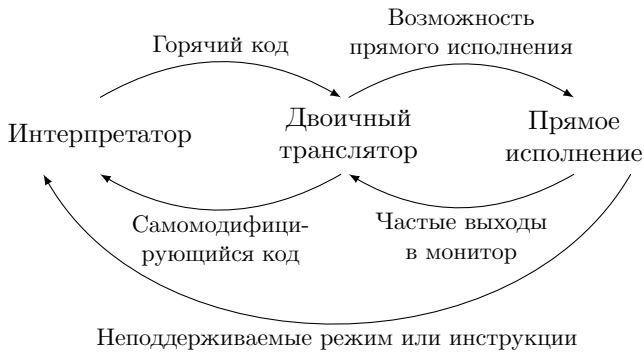 Возможность
прямого исполнения
Горячий код
Интерпретатор
Двоичный
транслятор
Прямое
исполнение
Самомодифици-
рующийся код
Частые выходы
в монитор
Неподдерживаемые режим или инструкции